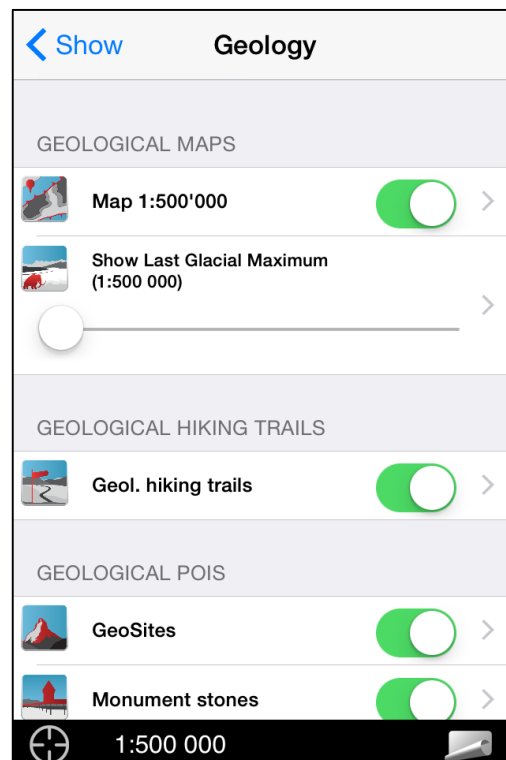 Show
Geology
GEOLOGICAL MAPS
Map 1:500'000
Show Last Glacial Maximum
(1:500 000)
GEOLOGICAL HIKING TRAILS
Geol. hiking trails
GEOLOGICAL POIS
GeoSites
Monument stones
1:500 000